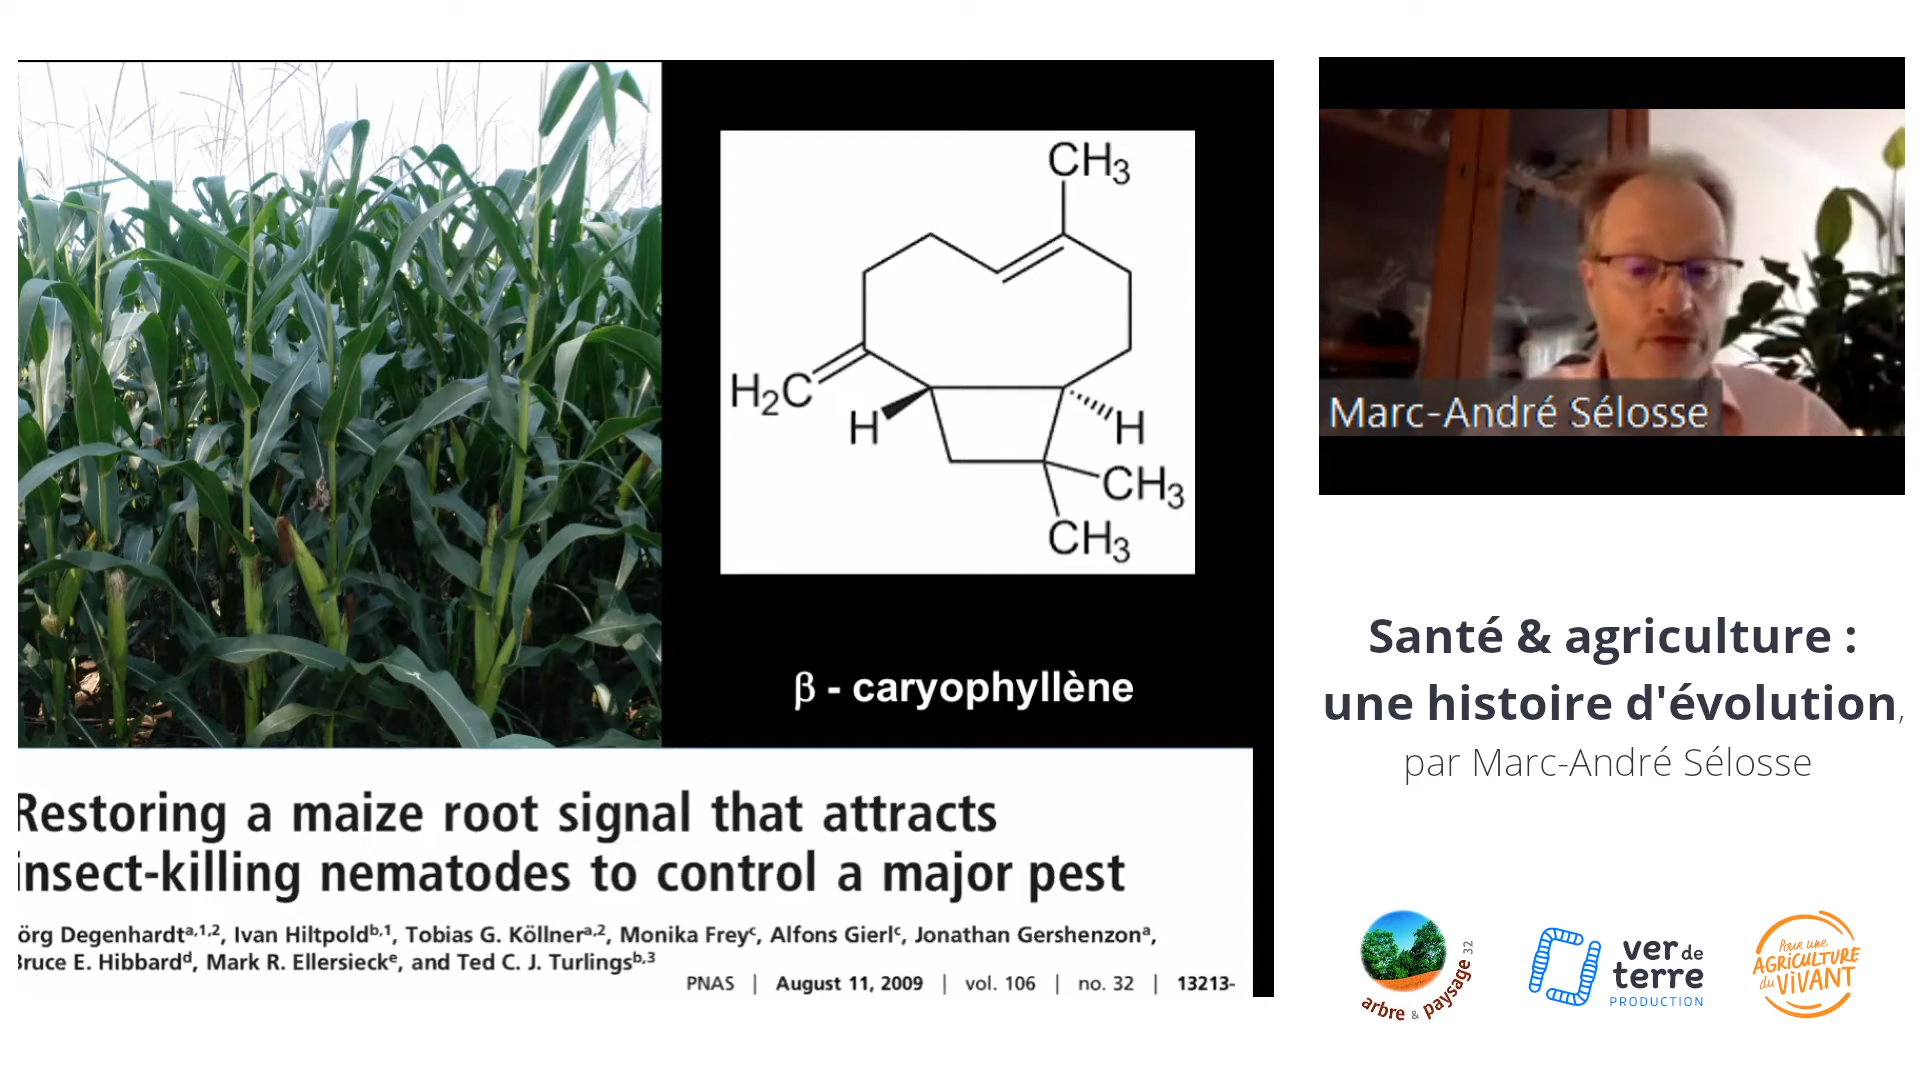 CH3
H2C
H
H
CH3
CH3
β - caryophyllène
Restoring a maize root signal that attracts
insect-killing nematodes to control a major pest
örg Degenhardta,1,2, Ivan Hiltpoldb,1, Tobias G. Köllnera,2, Monika Freyc, Alfons Gierlc, Jonathan Gershenzona,
Bruce E. Hibbardd, Mark R. Ellersiecke, and Ted C. J. Turlingsb,3
PNAS | August 11, 2009 | vol. 106 | no. 32 | 13213-
Marc-André Sélosse
Santé & agriculture :
une histoire d'évolution,
par Marc-André Sélosse
arbre & paysage 32
ver de
terre
PRODUCTION
Pour une
AGRICULTURE
du VIVANT